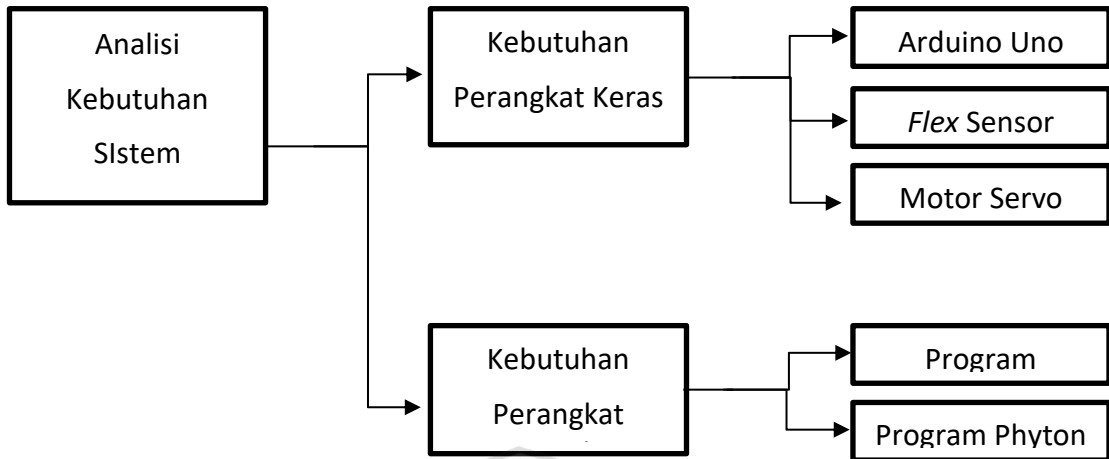 Analisi
Kebutuhan
SIstem
Kebutuhan
Perangkat Keras
Arduino Uno
Flex Sensor
Motor Servo
Kebutuhan
Perangkat
Program
Program Phyton